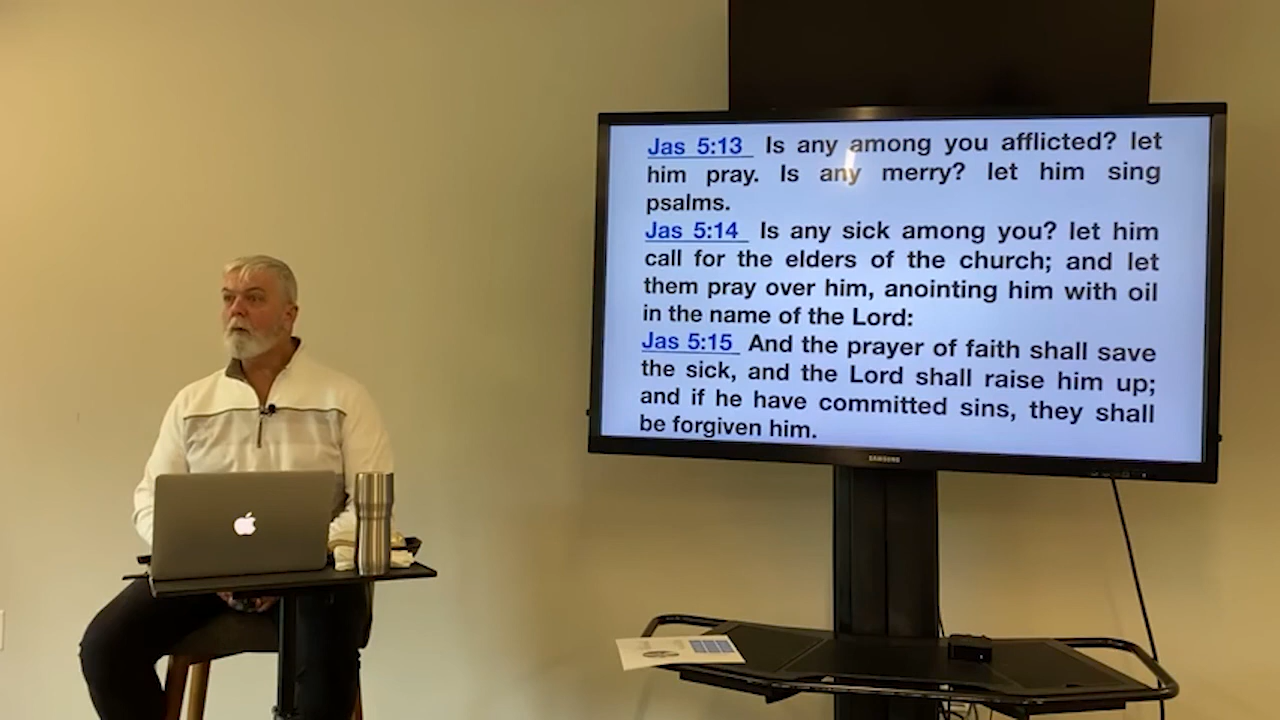 Jas 5:13 Is any among you afflicted? let
him pray. Is any merry? let him sing
psalms.
Jas 5:14 Is any sick among you? let him
call for the elders of the church; and let
them pray over him, anointing him with oil
in the name of the Lord:
Jas 5:15 And the prayer of faith shall save
the sick, and the Lord shall raise him up;
and if he have committed sins, they shall
be forgiven him.
SAMSUNG